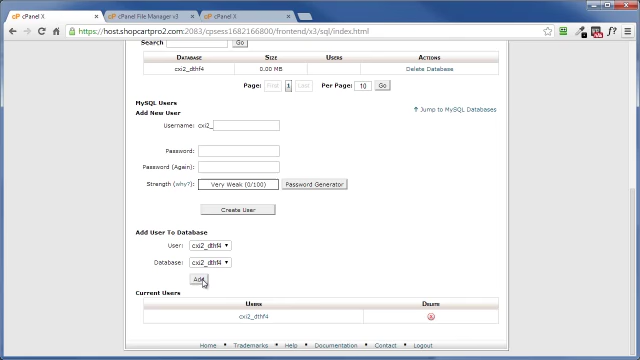 cPanel X
cPanel File Manager v3
cPanel X
https://host.shopcartpro2.com:2083/cpsess1682166800/frontend/x3/sql/index.html
Search Go
Database Size Users Actions
cxi2_dthf4 0.00 MB Delete Database
Page: First 1 Last Per Page: 10 Go
MySQL Users
Add New User
Jump to MySQL Databases
Username: cxi2_
Password:
Password (Again):
Strength (why?): Very Weak (0/100) Password Generator
Create User
Add User To Database
User: cxi2_dthf4
Database: cxi2_dthf4
Add
Current Users
Users Delete
cxi2_dthf4
Home Trademarks Help Documentation Contact Logout